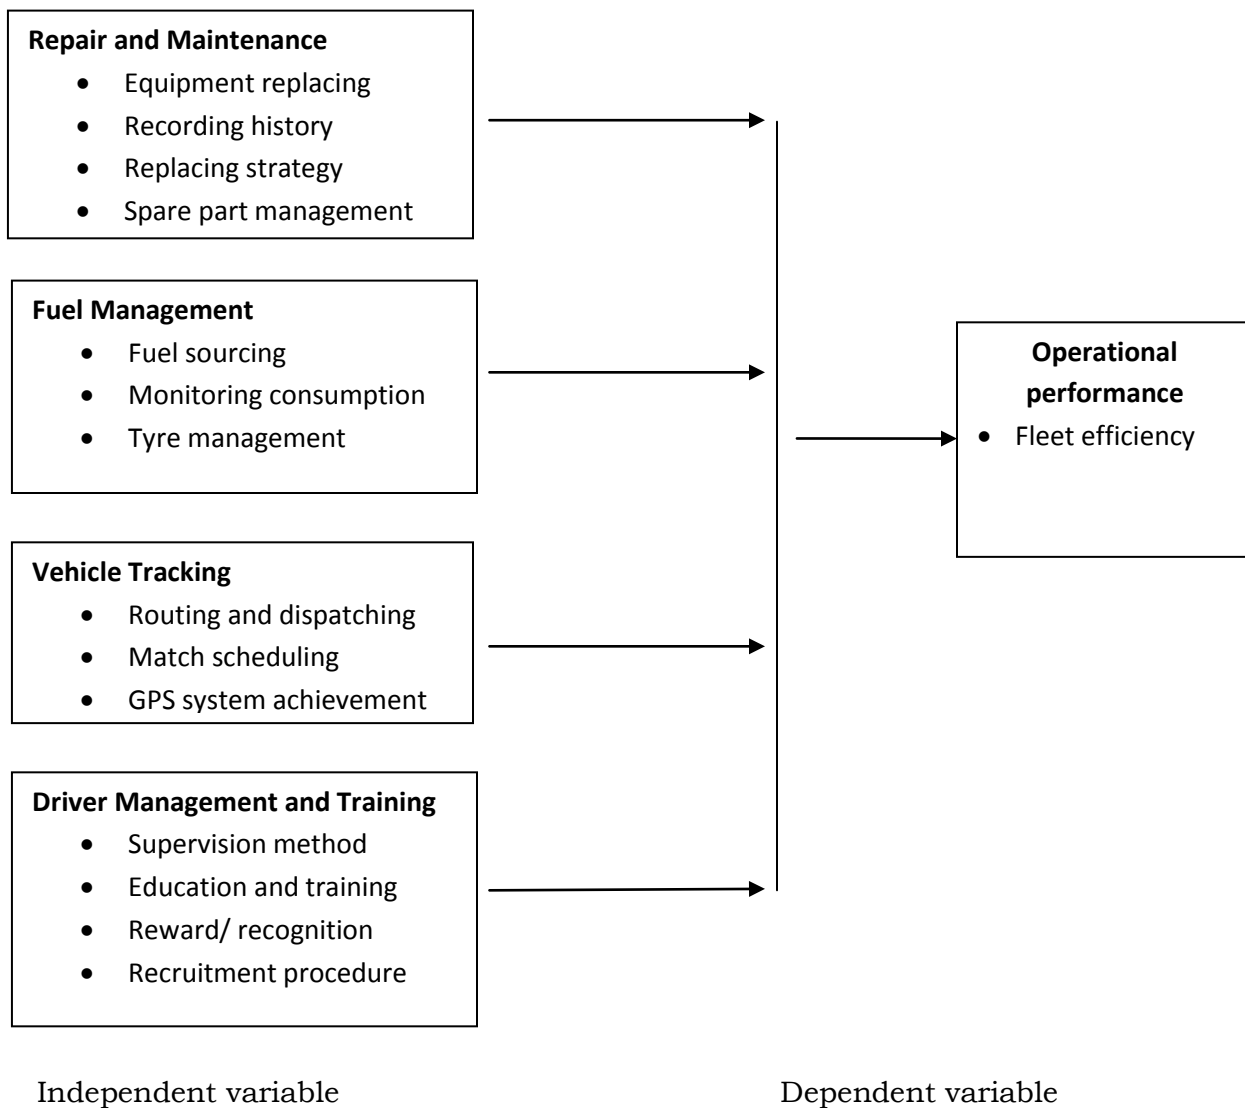 Repair and Maintenance
• Equipment replacing
• Recording history
• Replacing strategy
• Spare part management
Fuel Management
• Fuel sourcing
• Monitoring consumption
• Tyre management
Vehicle Tracking
• Routing and dispatching
• Match scheduling
• GPS system achievement
Driver Management and Training
• Supervision method
• Education and training
• Reward/ recognition
• Recruitment procedure
Operational
performance
• Fleet efficiency
Independent variable
Dependent variable